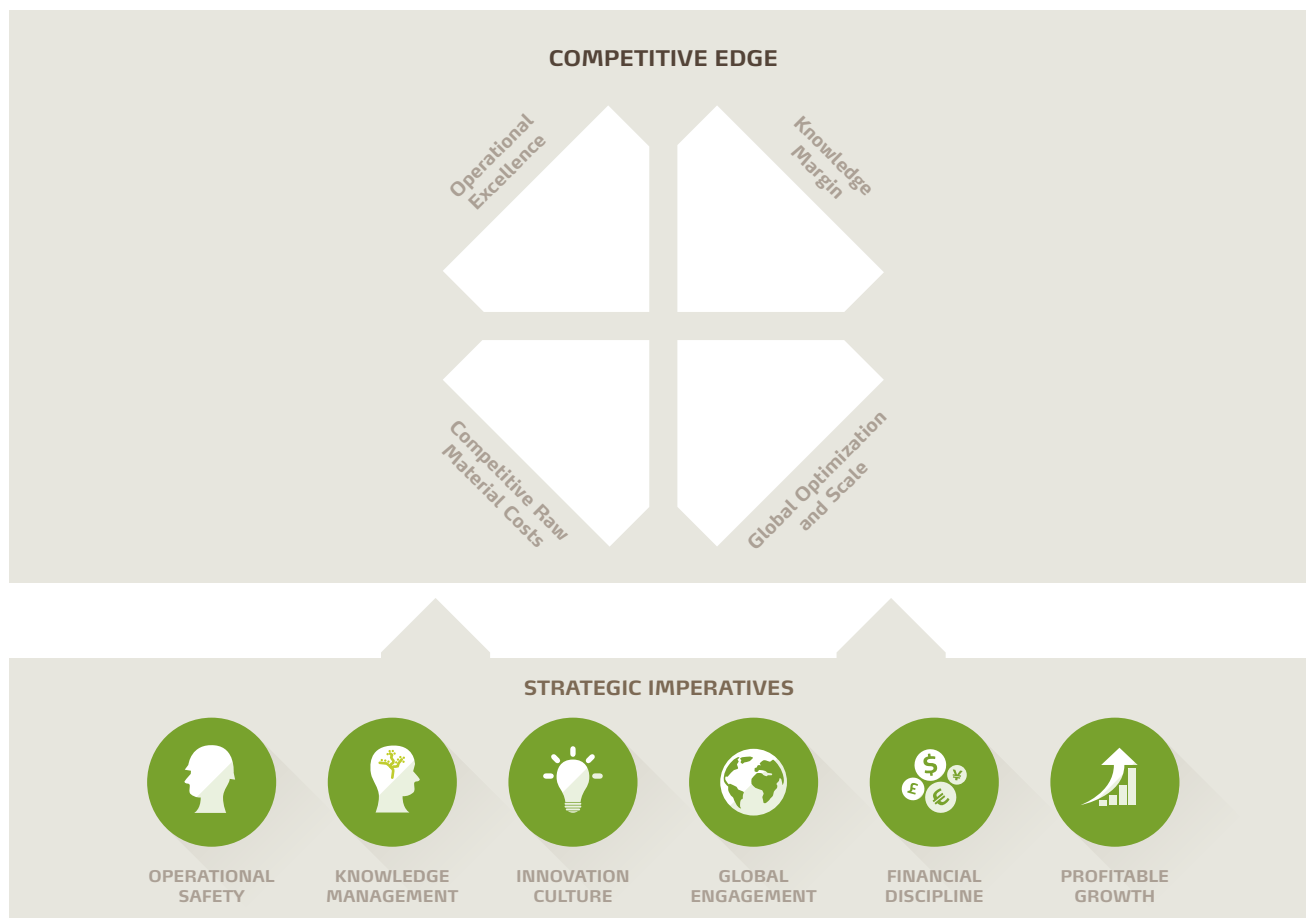 COMPETITIVE EDGE
Operational
Excellence
Knowledge
Margin
Competitive Raw
Material Costs
Global Optimization
and Scale
STRATEGIC IMPERATIVES
$
¥
£
€
OPERATIONAL
SAFETY
KNOWLEDGE
MANAGEMENT
INNOVATION
CULTURE
GLOBAL
ENGAGEMENT
FINANCIAL
DISCIPLINE
PROFITABLE
GROWTH